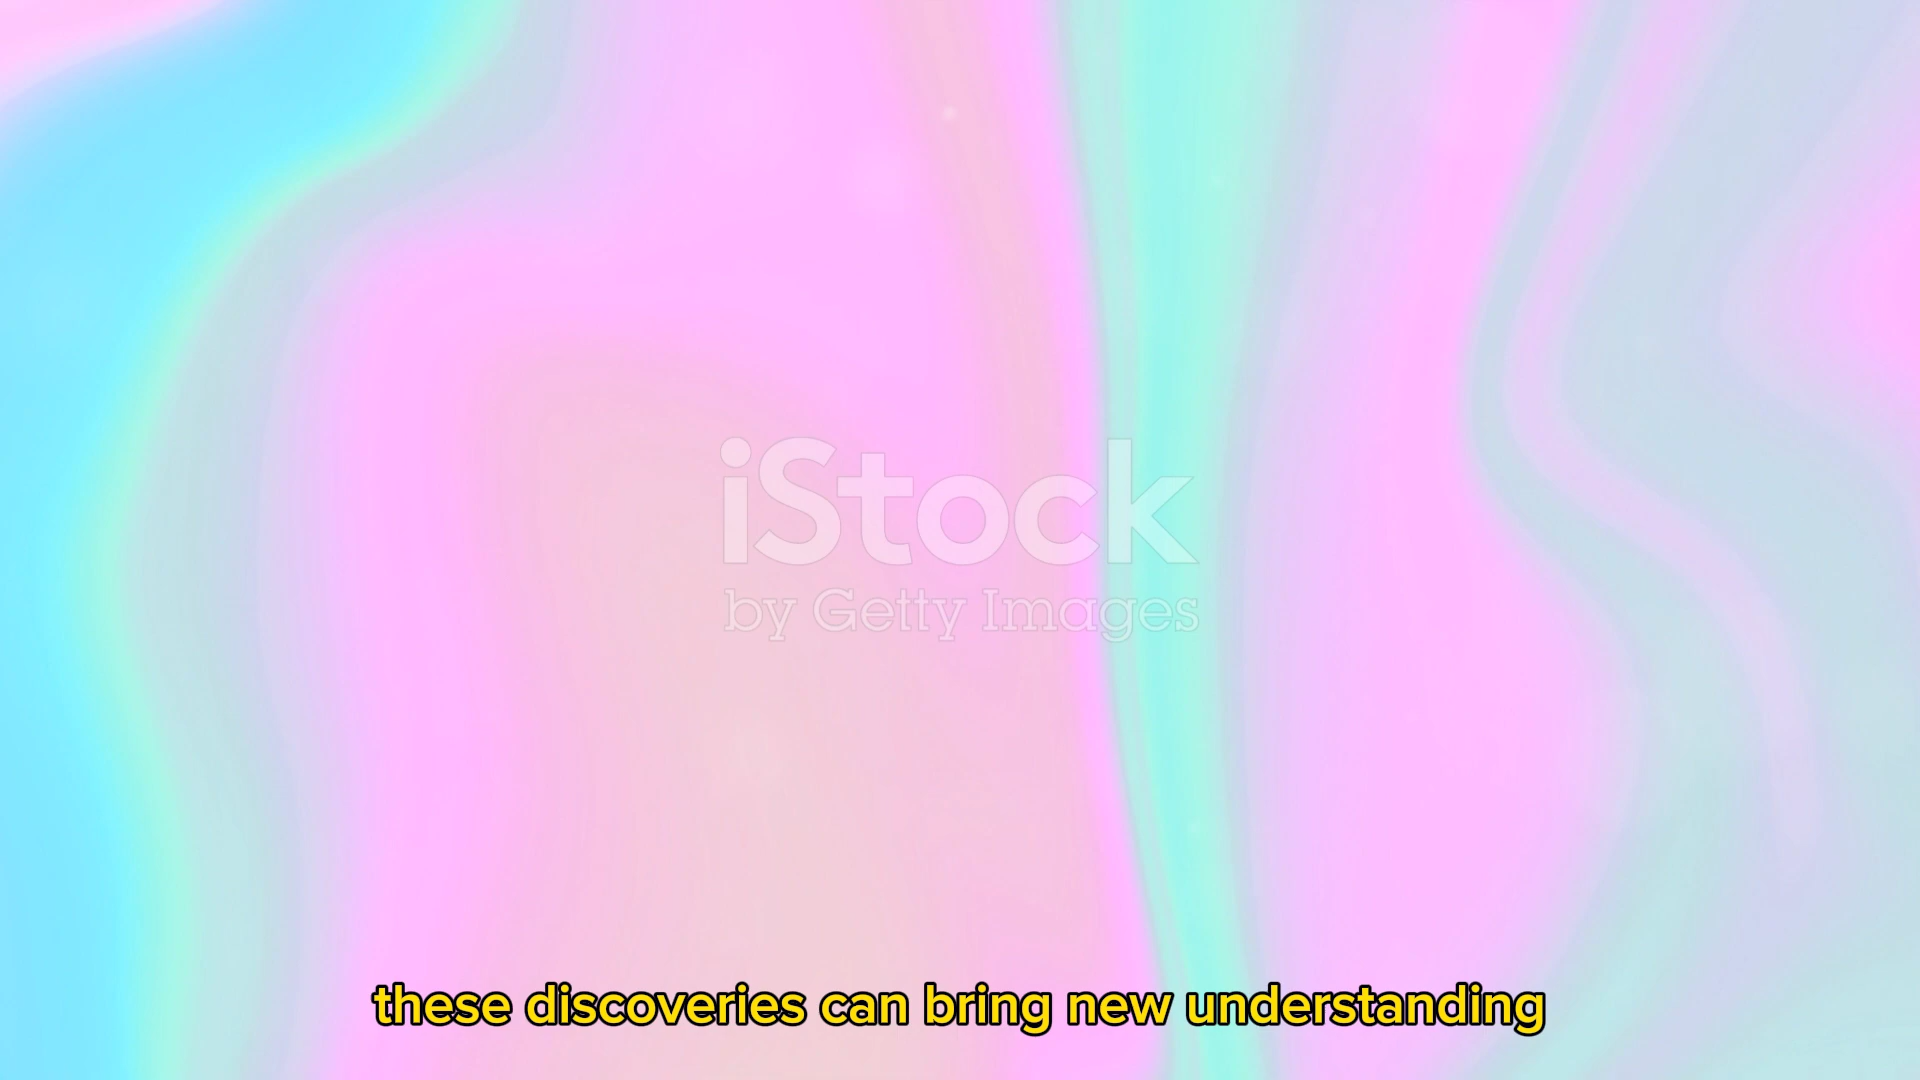 iStock
by Getty Images
these discoveries can bring new understanding